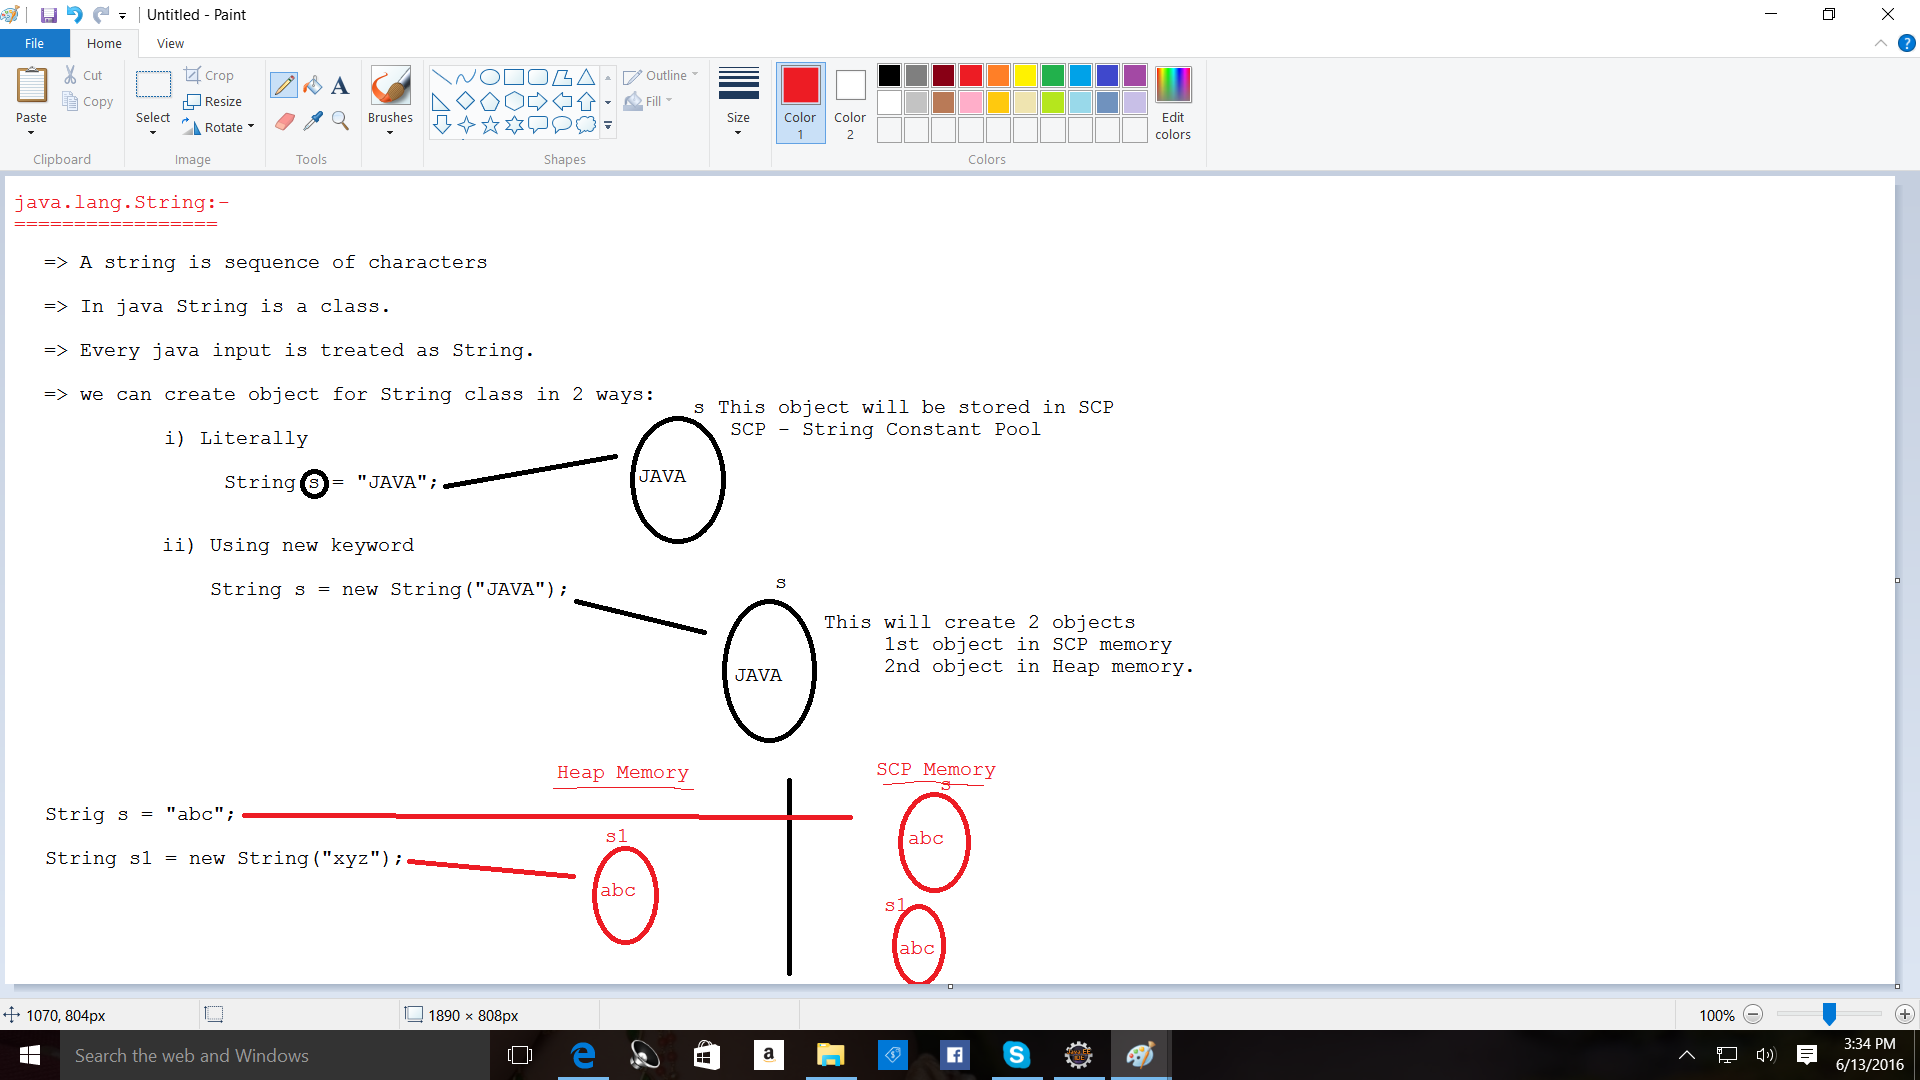 Untitled - Paint
File Home View
Paste
Cut
Copy
Clipboard
Select
Crop
Resize
Rotate
Image
A
Tools
Brushes
Shapes
Outline
Fill
Size
Color 1
Color 2
Edit colors
Colors
java.lang.String:-
=================
=> A string is sequence of characters
=> In java String is a class.
=> Every java input is treated as String.
=> we can create object for String class in 2 ways:
s This object will be stored in SCP
SCP - String Constant Pool
i) Literally
String s = "JAVA";
JAVA
ii) Using new keyword
String s = new String("JAVA");
s
This will create 2 objects
1st object in SCP memory
2nd object in Heap memory.
JAVA
Heap Memory
SCP Memory
s
Strig s = "abc";
abc
s1
String s1 = new String("xyz");
abc
s1
abc
1070, 804px
1890 × 808px
100%
Search the web and Windows
3:34 PM
6/13/2016